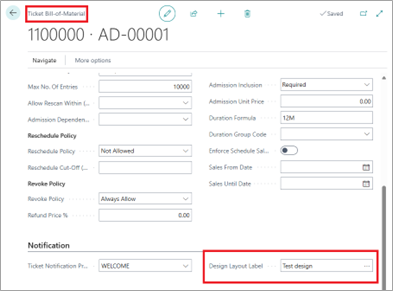 Ticket Bill-of-Material
Saved
1100000 · AD-00001
Navigate More options
Max No. Of Entries 10000
Allow Rescan Within (...
Admission Dependen...
Reschedule Policy
Reschedule Policy Not Allowed
Reschedule Cut-Off (...
Revoke Policy
Revoke Policy Always Allow
Refund Price % 0.00
Admission Inclusion Required
Admission Unit Price 0.00
Duration Formula 12M
Duration Group Code
Enforce Schedule Sal...
Sales From Date
Sales Until Date
Notification
Ticket Notification Pr... WELCOME
Design Layout Label Test design